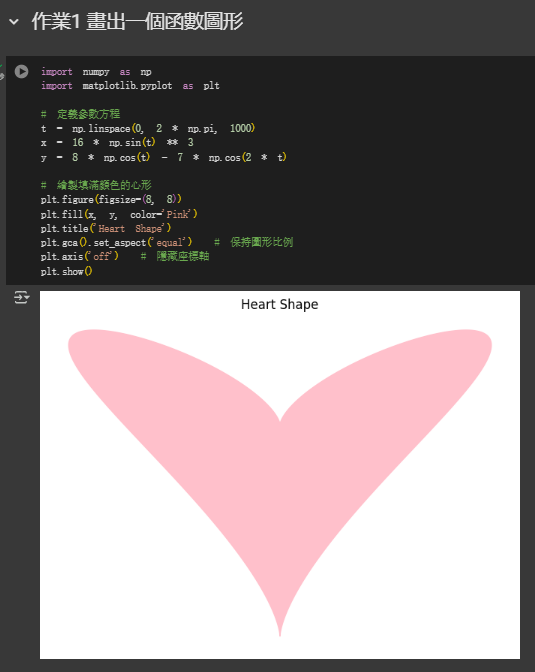 作業1 畫出一個函數圖形
import numpy as np
import matplotlib.pyplot as plt
# 定義參數方程
t = np.linspace(0, 2 * np.pi, 1000)
x = 16 * np.sin(t) ** 3
y = 8 * np.cos(t) - 7 * np.cos(2 * t)
# 繪製填滿顏色的心形
plt.figure(figsize=(8, 8))
plt.fill(x, y, color='Pink')
plt.title('Heart Shape')
plt.gca().set_aspect('equal') # 保持圖形比例
plt.axis('off') # 隱藏座標軸
plt.show()
Heart Shape